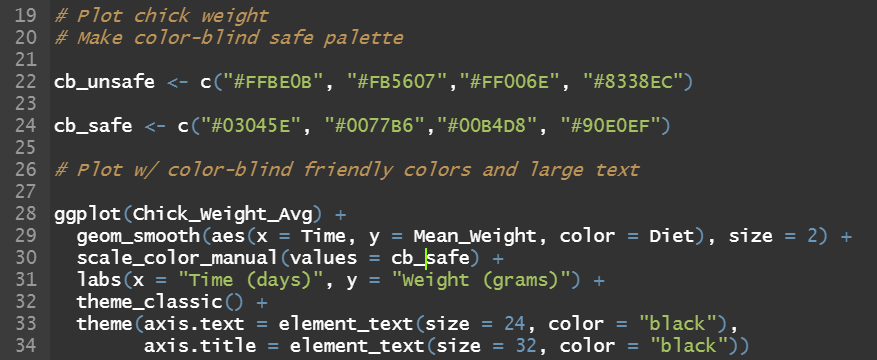 19 # Plot chick weight
20 # Make color-blind safe palette
21
22 cb_unsafe <- c("#FFBE0B", "#FB5607","#FF006E", "#8338EC")
23
24 cb_safe <- c("#03045E", "#0077B6","#00B4D8", "#90E0EF")
25
26 # Plot w/ color-blind friendly colors and large text
27
28 ggplot(Chick_Weight_Avg) +
29   geom_smooth(aes(x = Time, y = Mean_Weight, color = Diet), size = 2) +
30   scale_color_manual(values = cb_safe) +
31   labs(x = "Time (days)", y = "Weight (grams)") +
32   theme_classic() +
33   theme(axis.text = element_text(size = 24, color = "black"),
34         axis.title = element_text(size = 32, color = "black"))